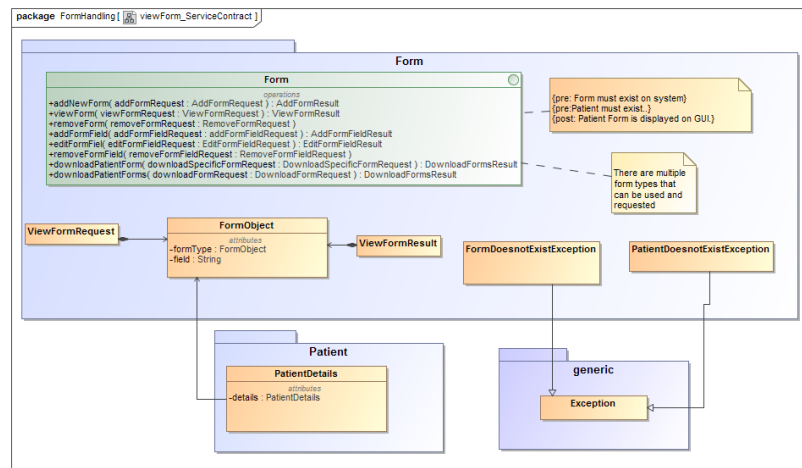 package FormHandling [ viewForm_ServiceContract ]
Form
Form
operations
+addNewForm( addFormRequest : AddFormRequest ) : AddFormResult
+viewForm( viewFormRequest : ViewFormRequest ) : ViewFormResult
+removeForm( removeFormRequest : RemoveFormRequest )
+addFormField( addFormFieldRequest : addFormFieldRequest ) : AddFormFieldResult
+editFormFiel( editFormFieldRequest : EditFormFieldRequest ) : EditFormFieldResult
+removeFormField( removeFormFieldRequest : RemoveFormFieldRequest )
+downloadPatientForm( downloadSpecificFormRequest : DownloadSpecificFormRequest ) : DownloadFormsResult
+downloadPatientForms( downloadFormRequest : DownloadFormRequest ) : DownloadFormsResult
{pre: Form must exist on system}
{pre:Patient must exist..}
{post: Patient Form is displayed on GUI.}
There are multiple
form types that
can be used and
requested
ViewFormRequest
FormObject
attributes
-formType : FormObject
-field : String
ViewFormResult
FormDoesnotExistException
PatientDoesnotExistException
Patient
PatientDetails
attributes
-details : PatientDetails
generic
Exception